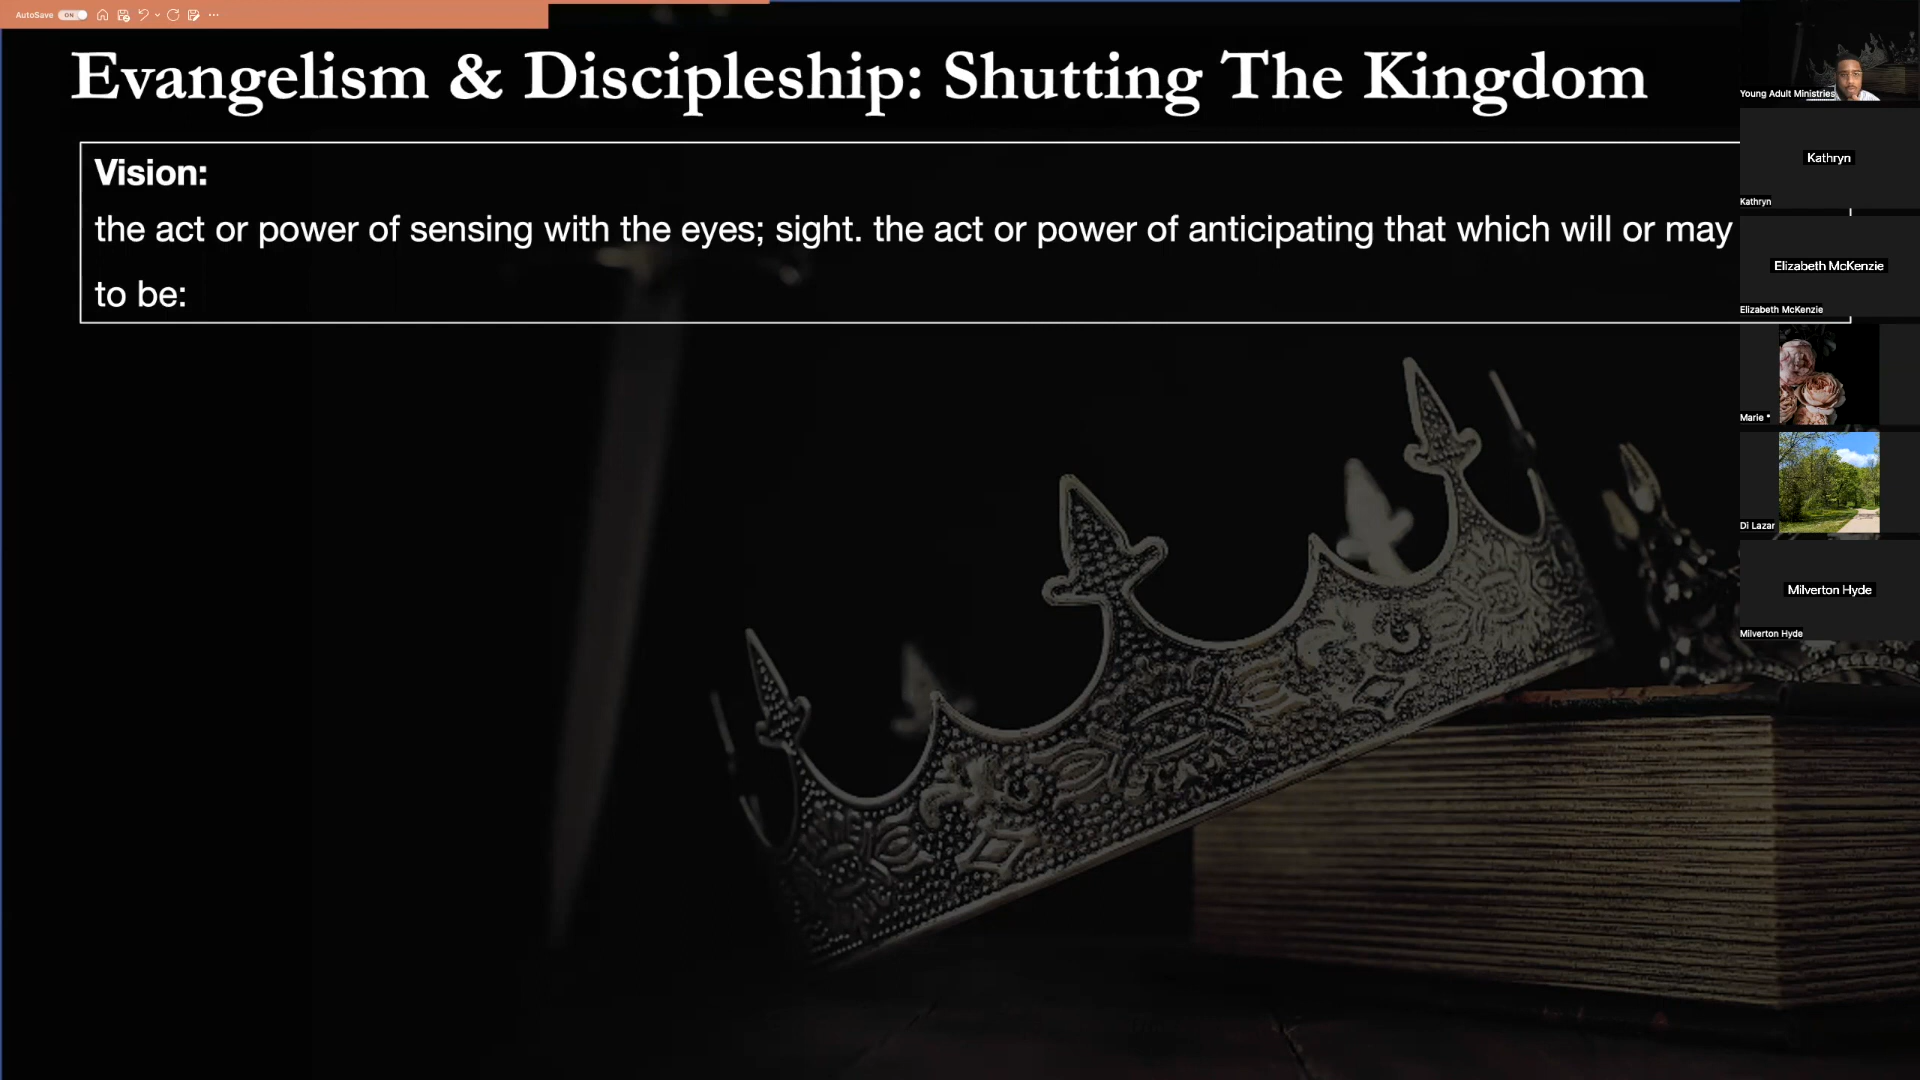 AutoSave ON
Evangelism & Discipleship: Shutting The Kingdom
Vision:
the act or power of sensing with the eyes; sight. the act or power of anticipating that which will or may
to be:
Young Adult Ministries
Kathryn
Kathryn
Elizabeth McKenzie
Elizabeth McKenzie
Marie *
Di Lazar
Milverton Hyde
Milverton Hyde